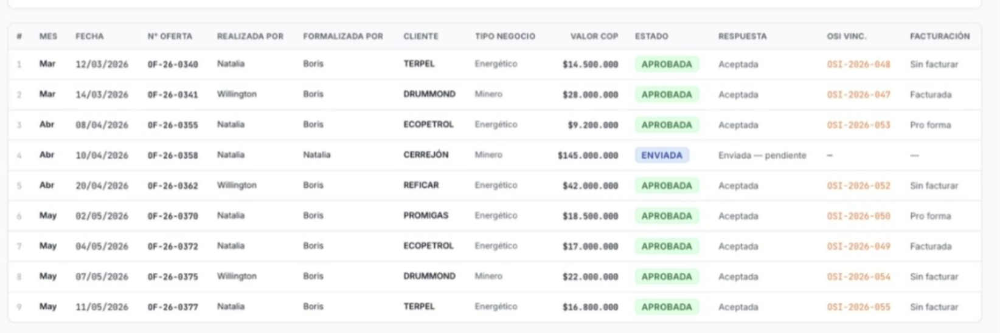 # MES FECHA N° OFERTA REALIZADA POR FORMALIZADA POR CLIENTE TIPO NEGOCIO VALOR COP ESTADO RESPUESTA OSI VINC. FACTURACIÓN
1 Mar 12/03/2026 OF-26-0340 Natalia Boris TERPEL Energético $14.500.000 APROBADA Aceptada OSI-2026-048 Sin facturar
2 Mar 14/03/2026 OF-26-0341 Willington Boris DRUMMOND Minero $28.000.000 APROBADA Aceptada OSI-2026-047 Facturada
3 Abr 08/04/2026 OF-26-0355 Natalia Boris ECOPETROL Energético $9.200.000 APROBADA Aceptada OSI-2026-053 Pro forma
4 Abr 10/04/2026 OF-26-0358 Natalia Natalia CERREJÓN Minero $145.000.000 ENVIADA Enviada — pendiente – —
5 Abr 20/04/2026 OF-26-0362 Willington Boris REFICAR Energético $42.000.000 APROBADA Aceptada OSI-2026-052 Sin facturar
6 May 02/05/2026 OF-26-0370 Natalia Boris PROMIGAS Energético $18.500.000 APROBADA Aceptada OSI-2026-050 Pro forma
7 May 04/05/2026 OF-26-0372 Natalia Boris ECOPETROL Energético $17.000.000 APROBADA Aceptada OSI-2026-049 Facturada
8 May 07/05/2026 OF-26-0375 Willington Boris DRUMMOND Minero $22.000.000 APROBADA Aceptada OSI-2026-054 Sin facturar
9 May 11/05/2026 OF-26-0377 Natalia Boris TERPEL Energético $16.800.000 APROBADA Aceptada OSI-2026-055 Sin facturar